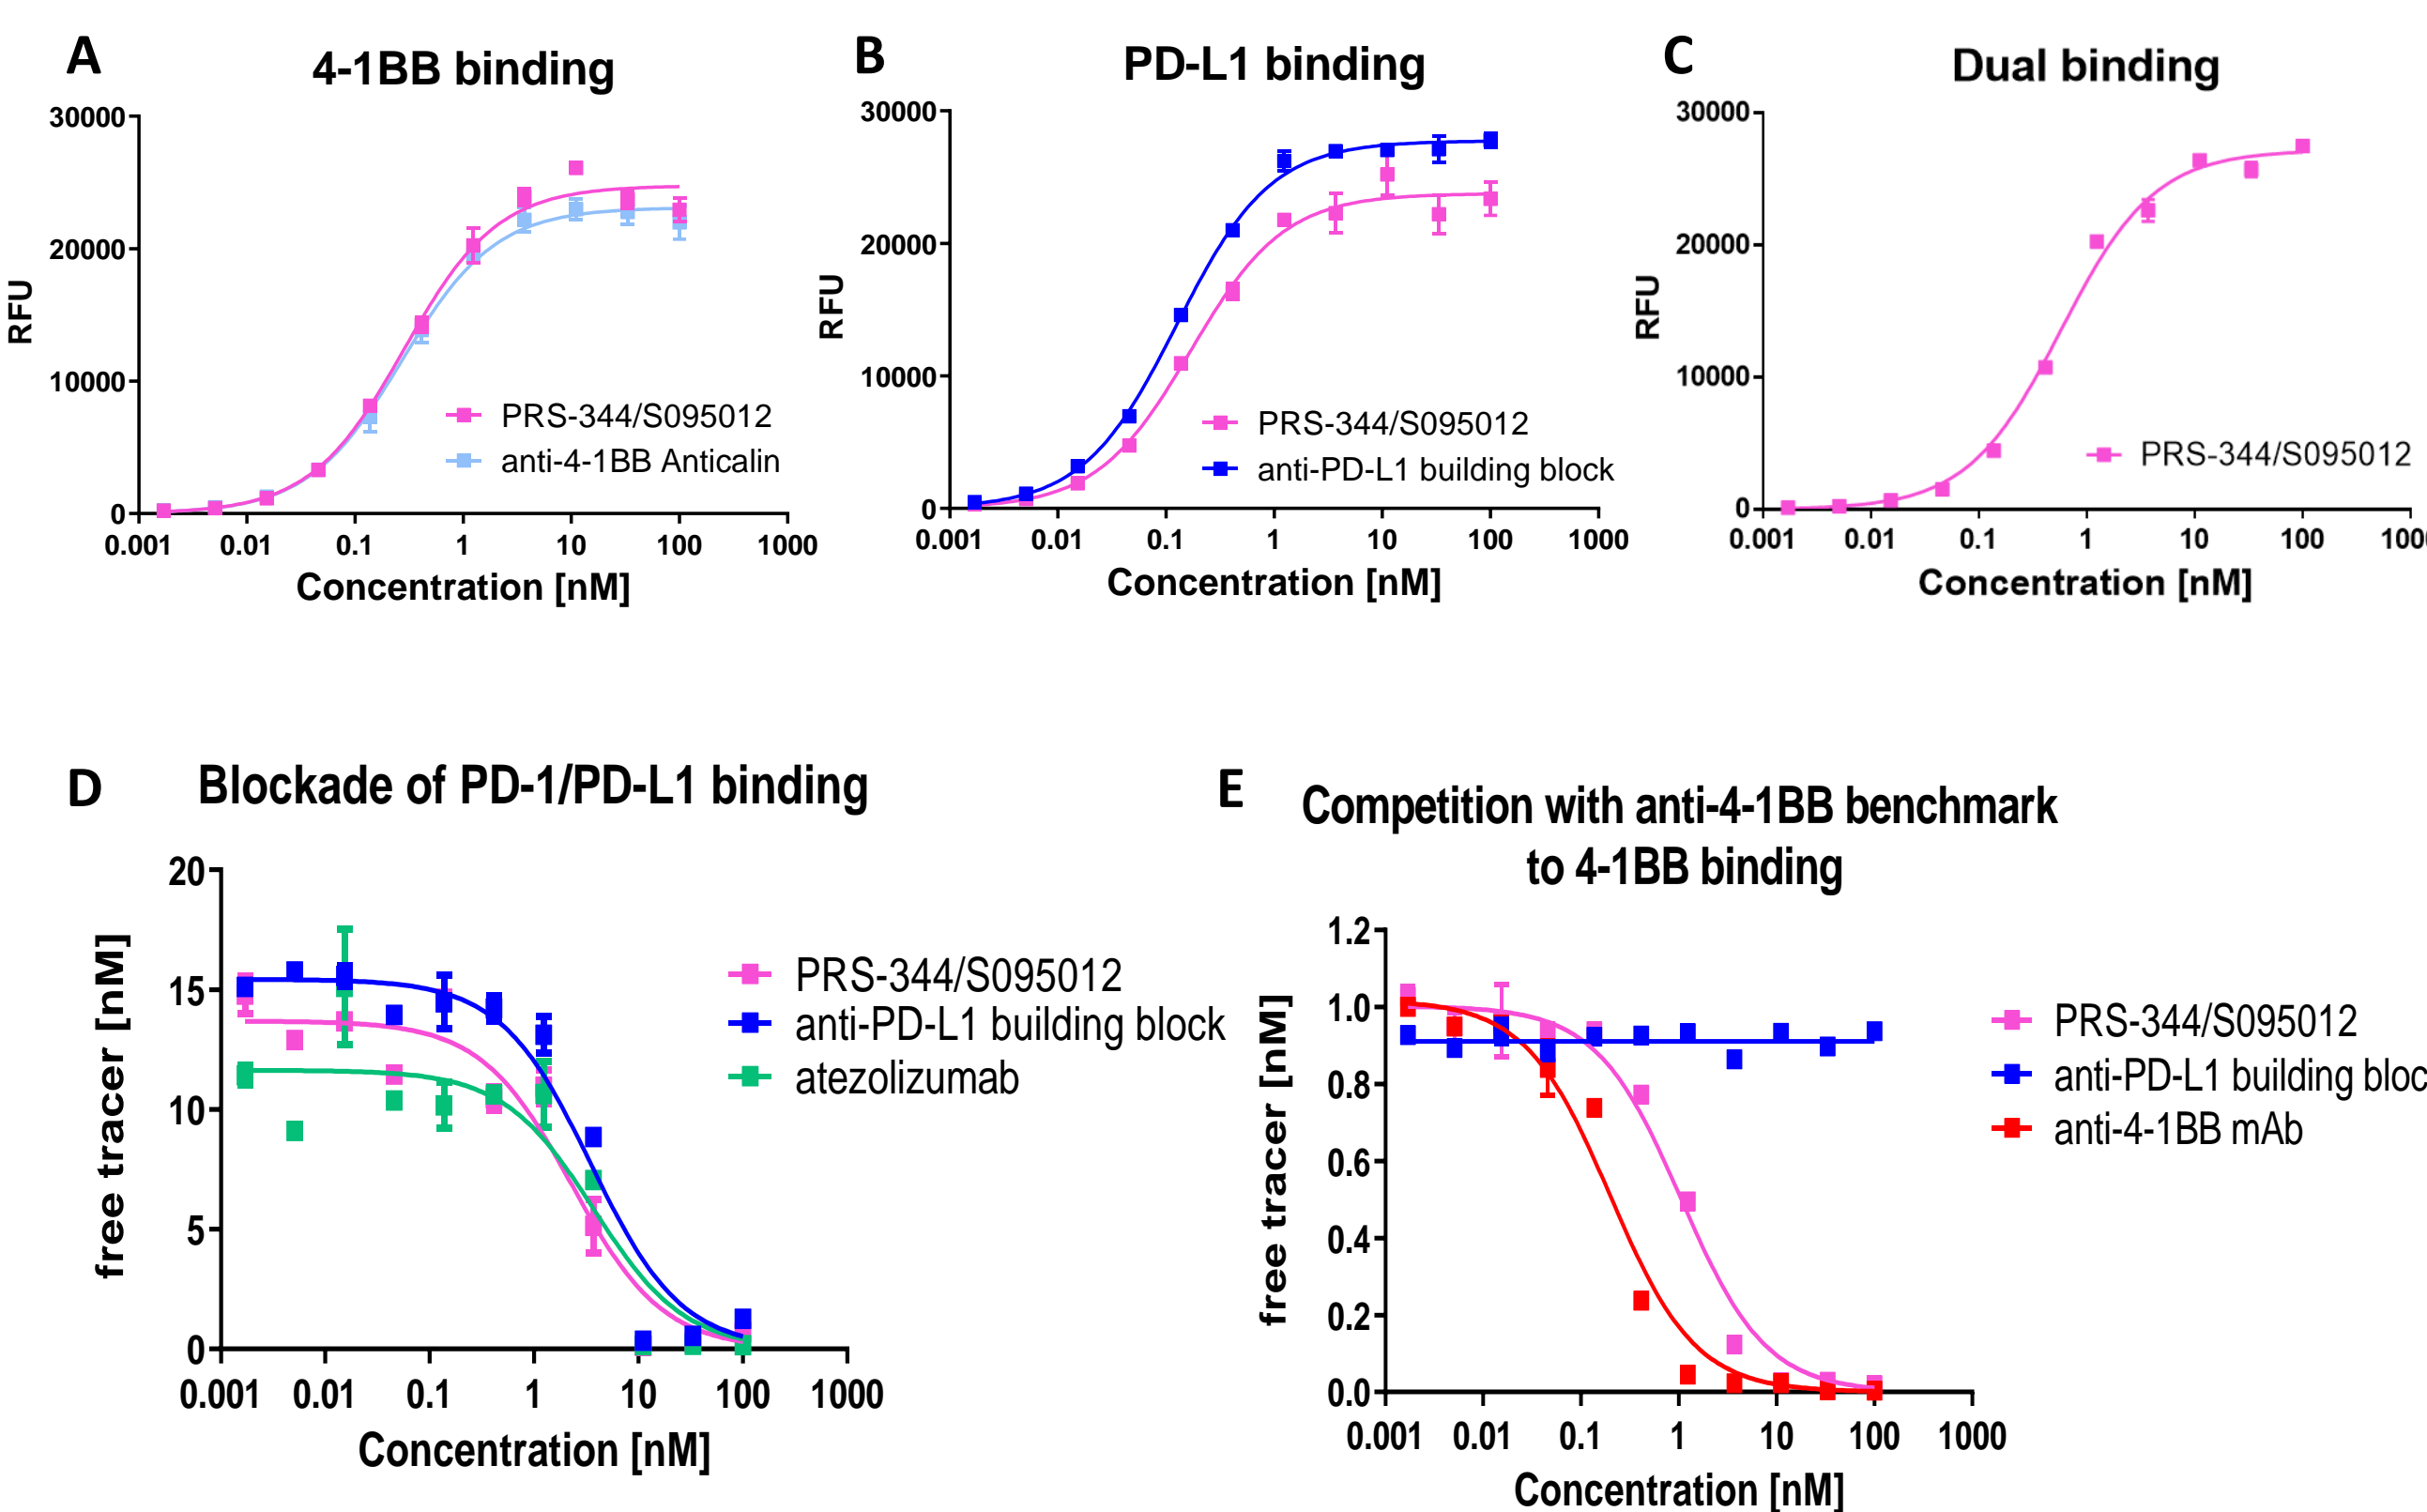 A
4-1BB binding
30000
20000
10000
0
RFU
0.001 0.01 0.1 1 10 100 1000
Concentration [nM]
PRS-344/S095012
anti-4-1BB Anticalin
B
PD-L1 binding
30000
20000
10000
0
RFU
0.001 0.01 0.1 1 10 100 1000
Concentration [nM]
PRS-344/S095012
anti-PD-L1 building block
C
Dual binding
30000
20000
10000
0
RFU
0.001 0.01 0.1 1 10 100 100
Concentration [nM]
PRS-344/S095012
D
Blockade of PD-1/PD-L1 binding
20
15
10
5
0
free tracer [nM]
0.001 0.01 0.1 1 10 100 1000
Concentration [nM]
PRS-344/S095012
anti-PD-L1 building block
atezolizumab
E
Competition with anti-4-1BB benchmark
to 4-1BB binding
1.2
1.0
0.8
0.6
0.4
0.2
0.0
free tracer [nM]
0.001 0.01 0.1 1 10 100 1000
Concentration [nM]
PRS-344/S095012
anti-PD-L1 building bloc
anti-4-1BB mAb